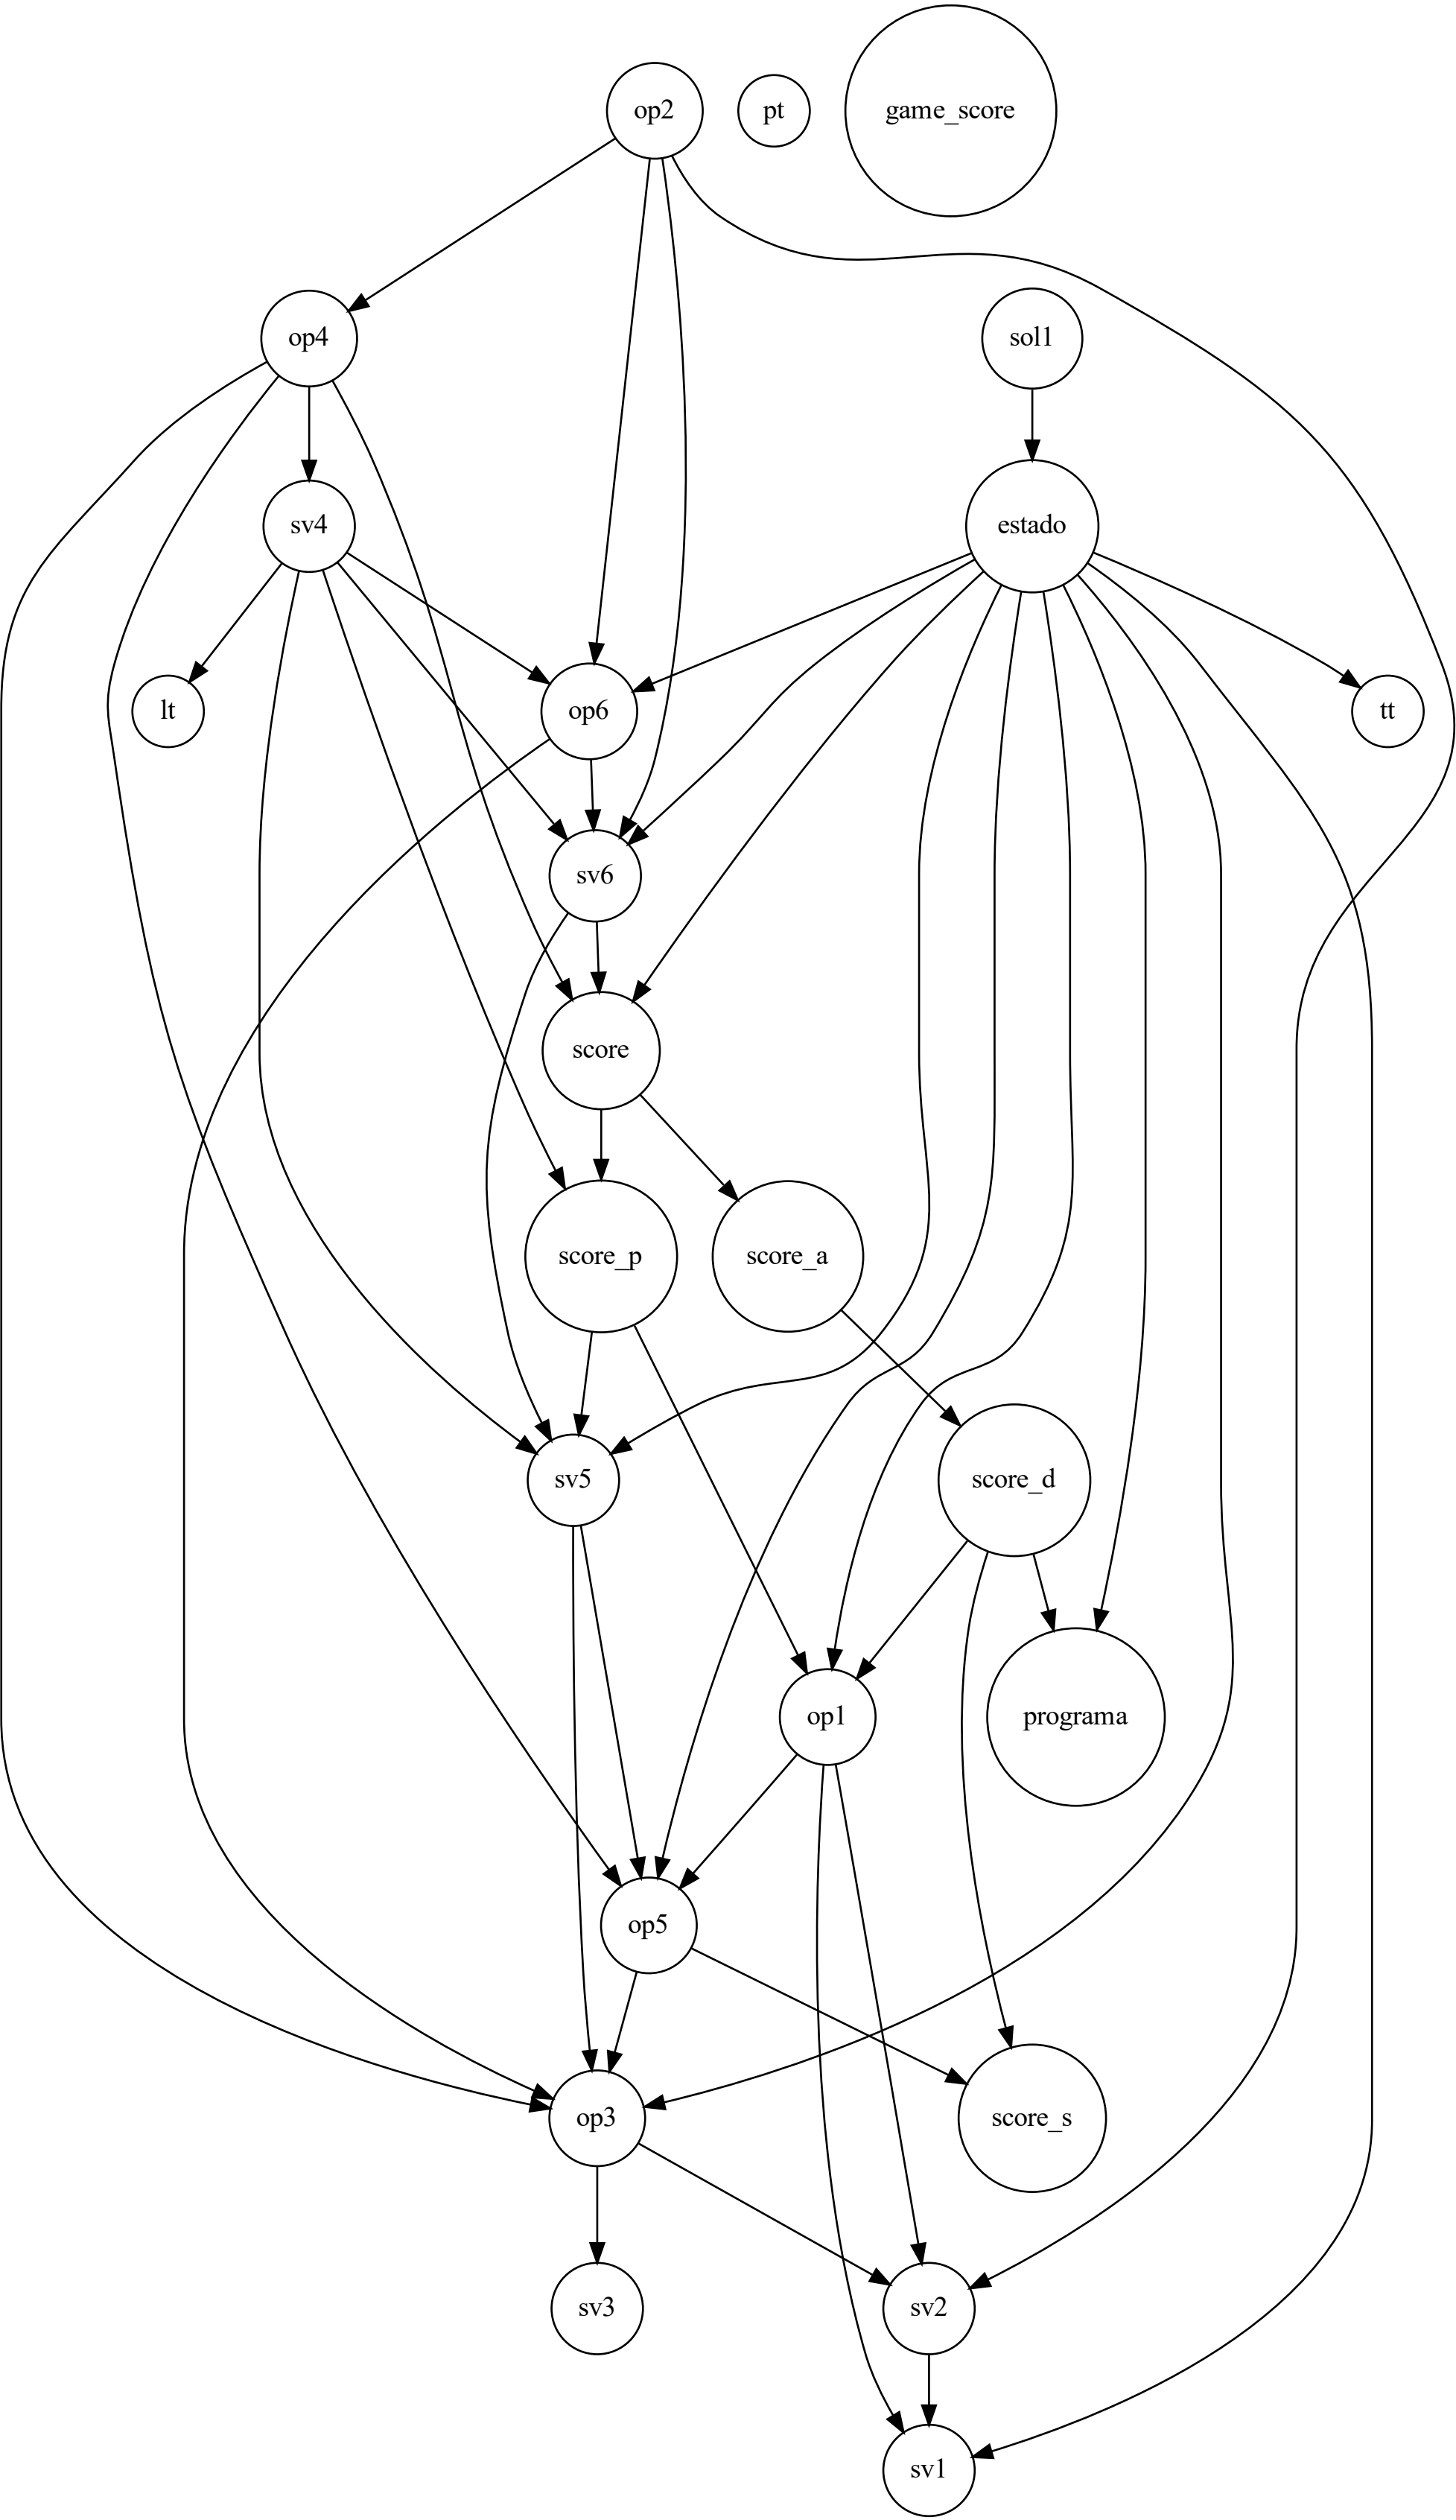 op2
pt
game_score
op4
sol1
sv4
estado
lt
op6
tt
sv6
score
score_p
score_a
sv5
score_d
op1
programa
op5
op3
score_s
sv3
sv2
sv1